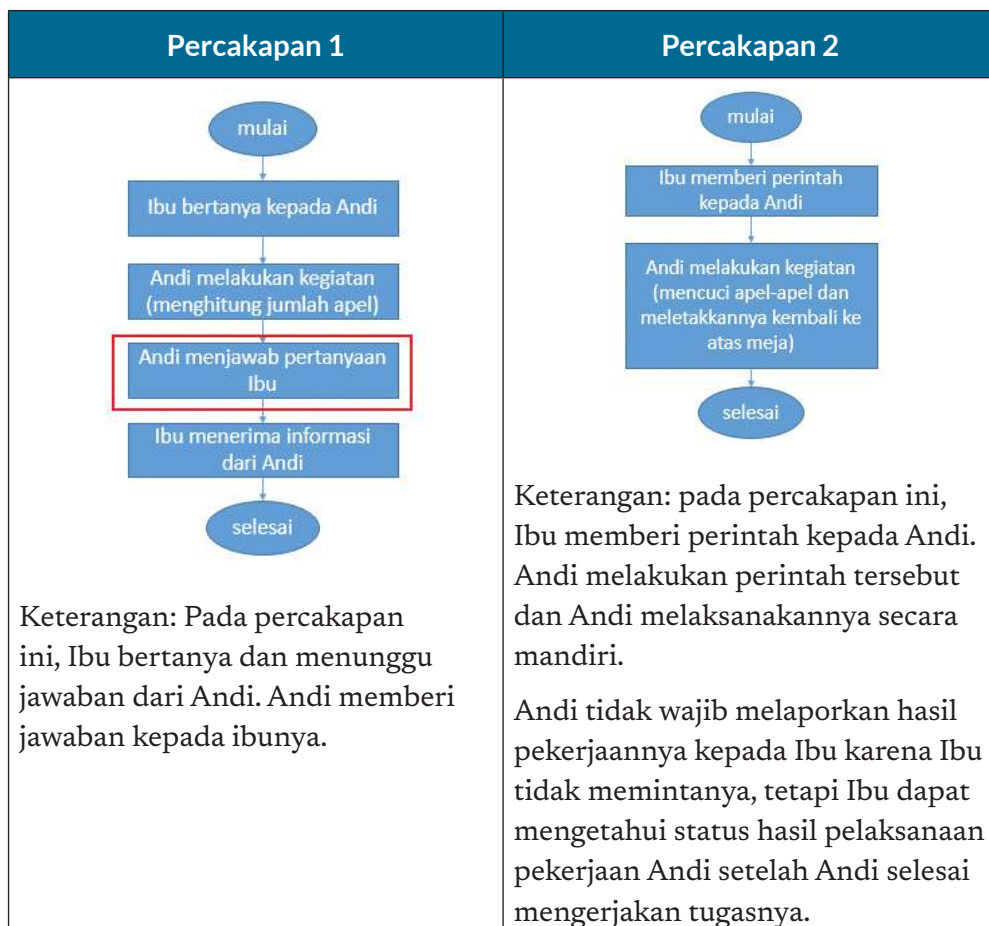 Percakapan 1
mulai
Ibu bertanya kepada Andi
Andi melakukan kegiatan
(menghitung jumlah apel)
Andi menjawab pertanyaan
Ibu
Ibu menerima informasi
dari Andi
selesai
Keterangan: Pada percakapan
ini, Ibu bertanya dan menunggu
jawaban dari Andi. Andi memberi
jawaban kepada ibunya.
Percakapan 2
mulai
Ibu memberi perintah
kepada Andi
Andi melakukan kegiatan
(mencuci apel-apel dan
meletakkannya kembali ke
atas meja)
selesai
Keterangan: pada percakapan ini,
Ibu memberi perintah kepada Andi.
Andi melakukan perintah tersebut
dan Andi melaksanakannya secara
mandiri.
Andi tidak wajib melaporkan hasil
pekerjaannya kepada Ibu karena Ibu
tidak memintanya, tetapi Ibu dapat
mengetahui status hasil pelaksanaan
pekerjaan Andi setelah Andi selesai
mengerjakan tugasnya.